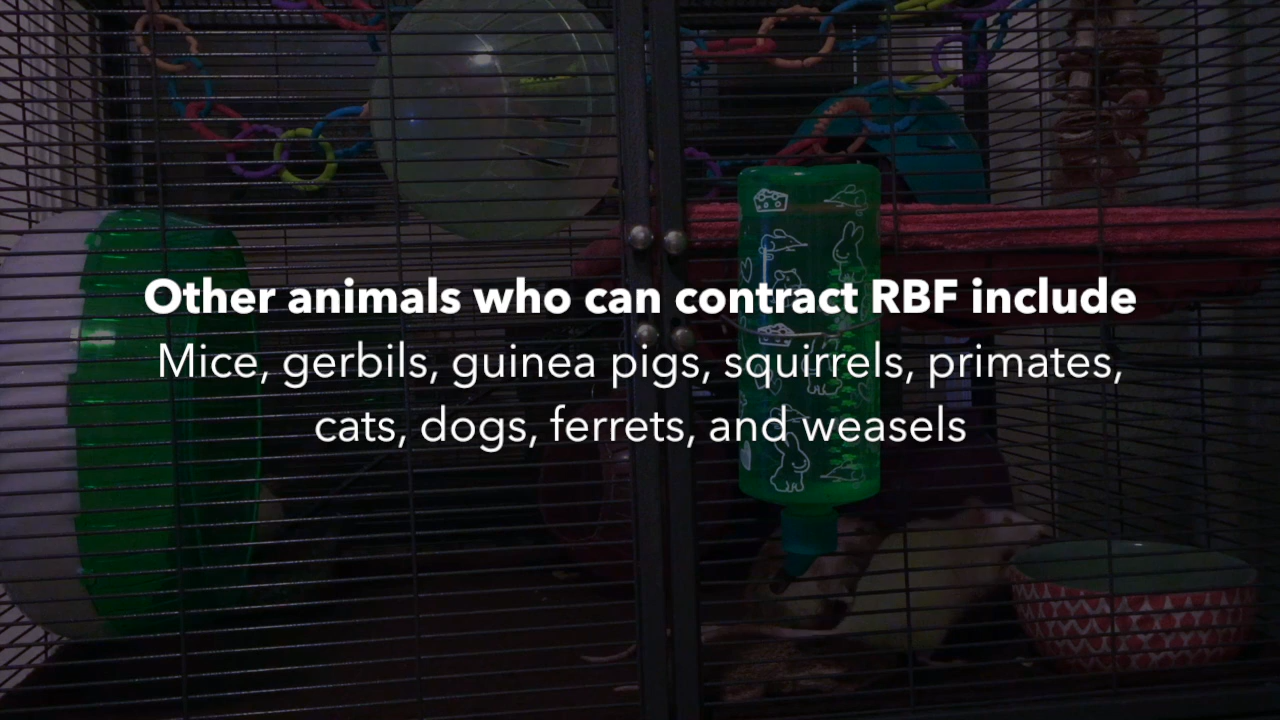 Other animals who can contract RBF include
Mice, gerbils, guinea pigs, squirrels, primates,
cats, dogs, ferrets, and weasels